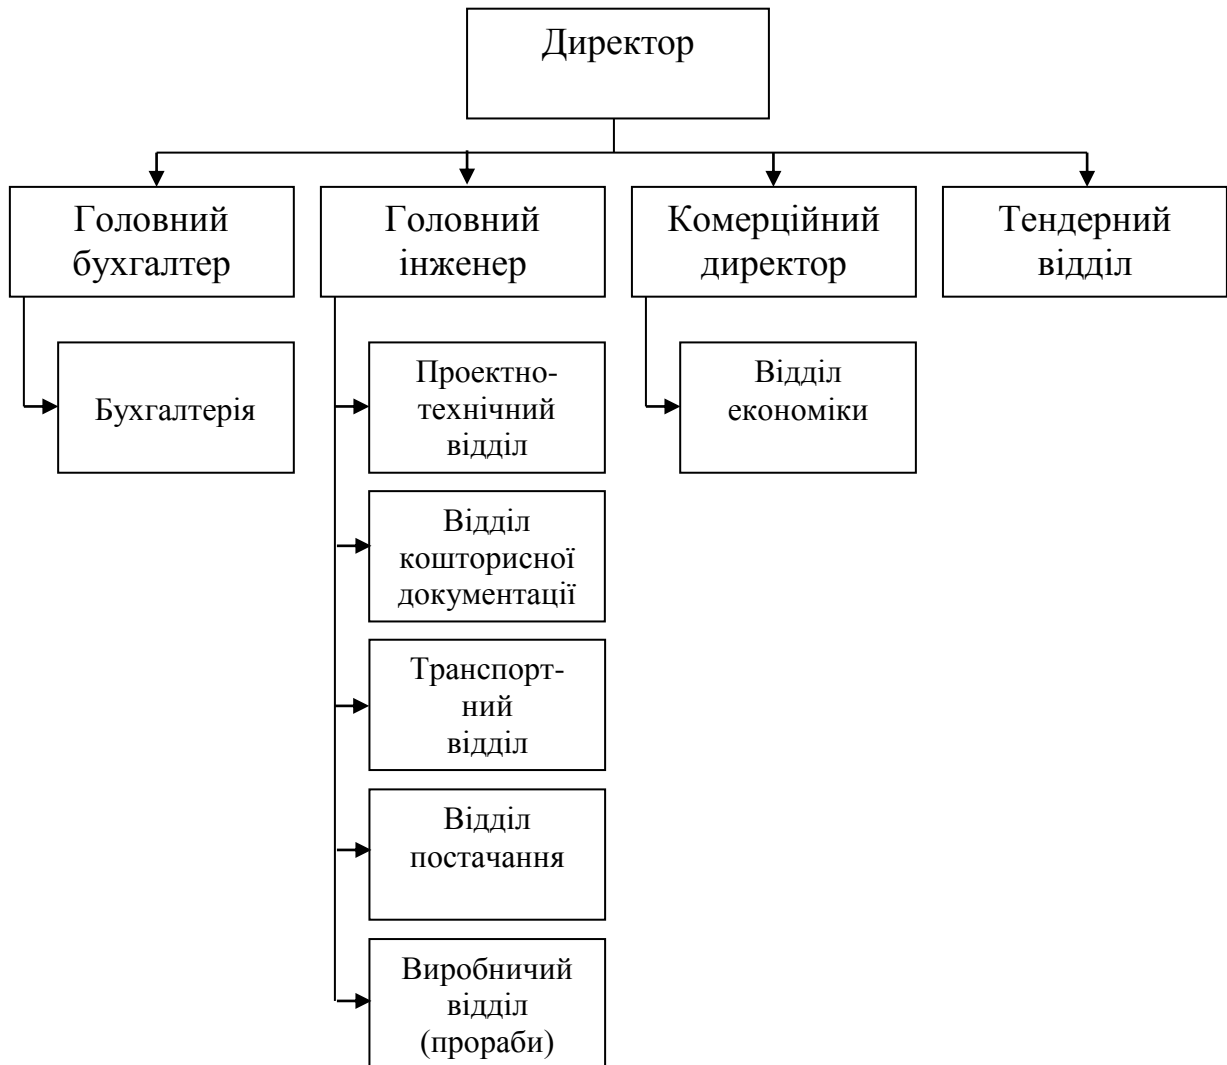 Директор
Головний
бухгалтер
Головний
інженер
Комерційний
директор
Тендерний
відділ
Бухгалтерія
Проектно-
технічний
відділ
Відділ
економіки
Відділ
кошторисної
документації
Транспорт-
ний
відділ
Відділ
постачання
Виробничий
відділ
(прораби)